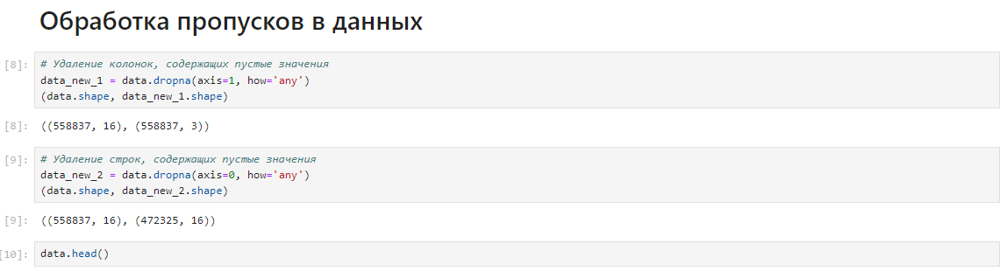 Обработка пропусков в данных
[8]: # Удаление колонок, содержащих пустые значения
data_new_1 = data.dropna(axis=1, how='any')
(data.shape, data_new_1.shape)
[8]: ((558837, 16), (558837, 3))
[9]: # Удаление строк, содержащих пустые значения
data_new_2 = data.dropna(axis=0, how='any')
(data.shape, data_new_2.shape)
[9]: ((558837, 16), (472325, 16))
[10]: data.head()